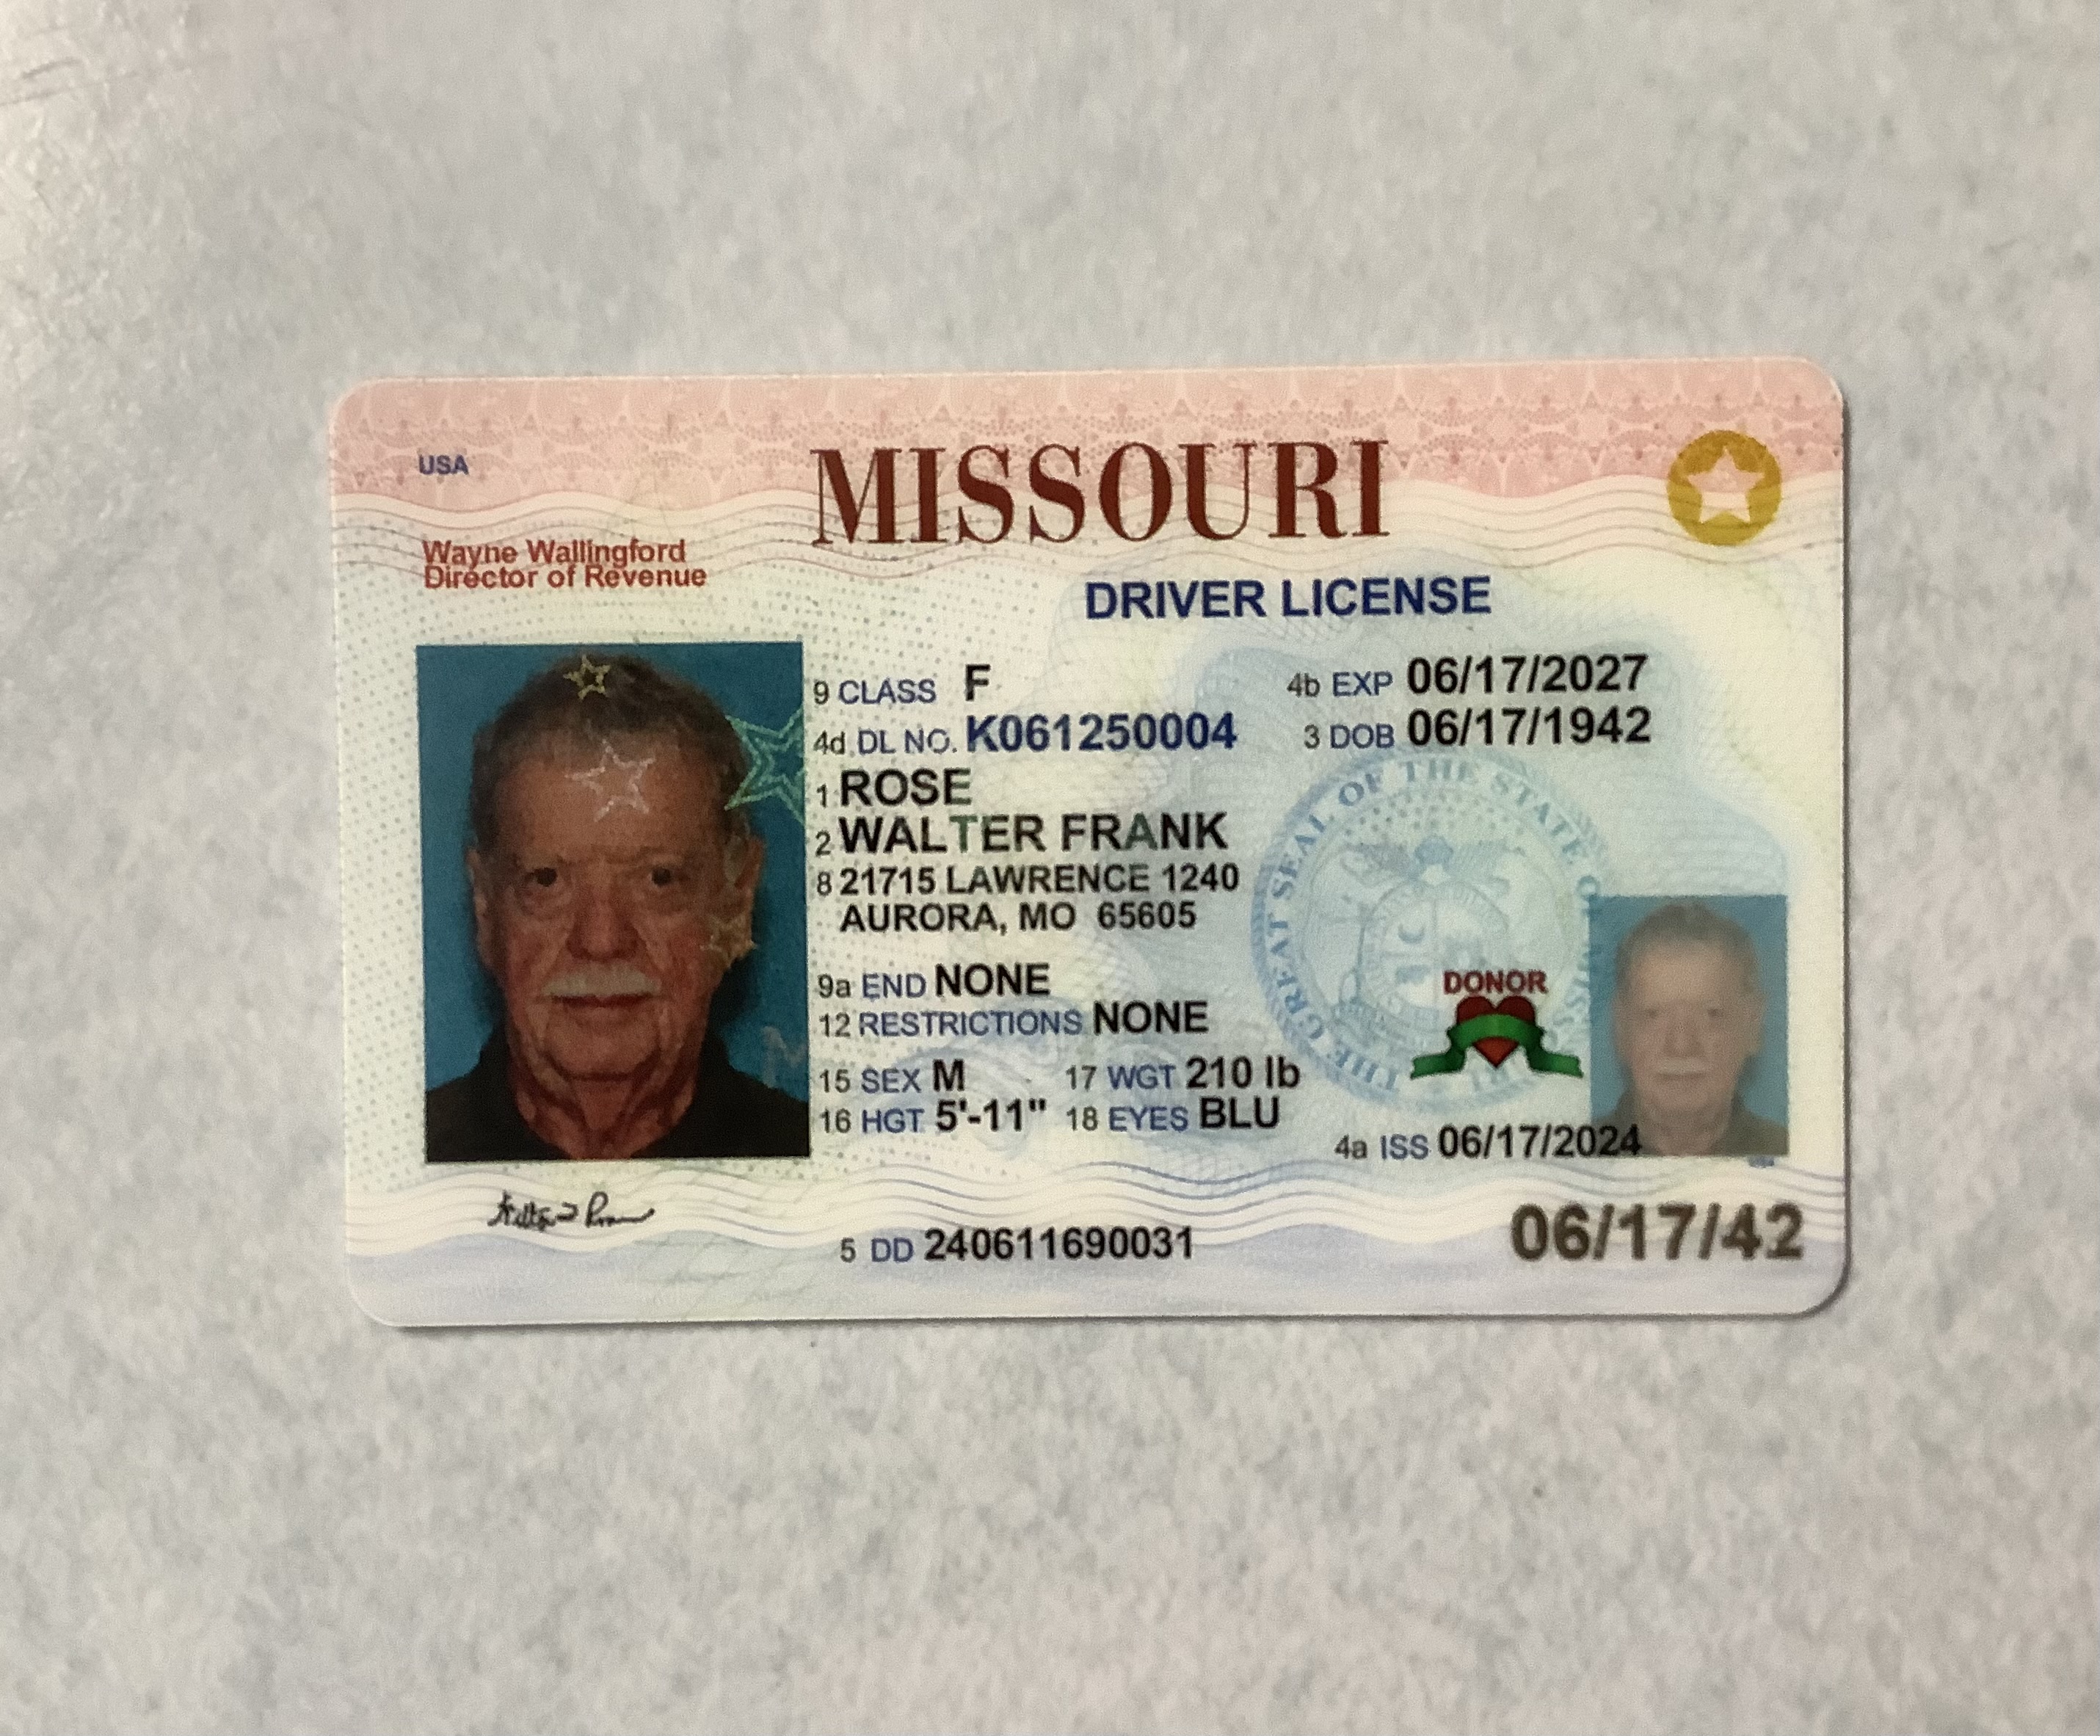 USA
MISSOURI
Wayne Wallingford
Director of Revenue
DRIVER LICENSE
9 CLASS F
4b EXP 06/17/2027
4d DL NO. K061250004
3 DOB 06/17/1942
1 ROSE
2 WALTER FRANK
8 21715 LAWRENCE 1240
AURORA, MO 65605
THE GREAT SEAL OF THE STATE OF MISSOURI
9a END NONE
DONOR
12 RESTRICTIONS NONE
15 SEX M 17 WGT 210 lb
16 HGT 5'-11" 18 EYES BLU
4a ISS 06/17/2024
5 DD 240611690031
06/17/42